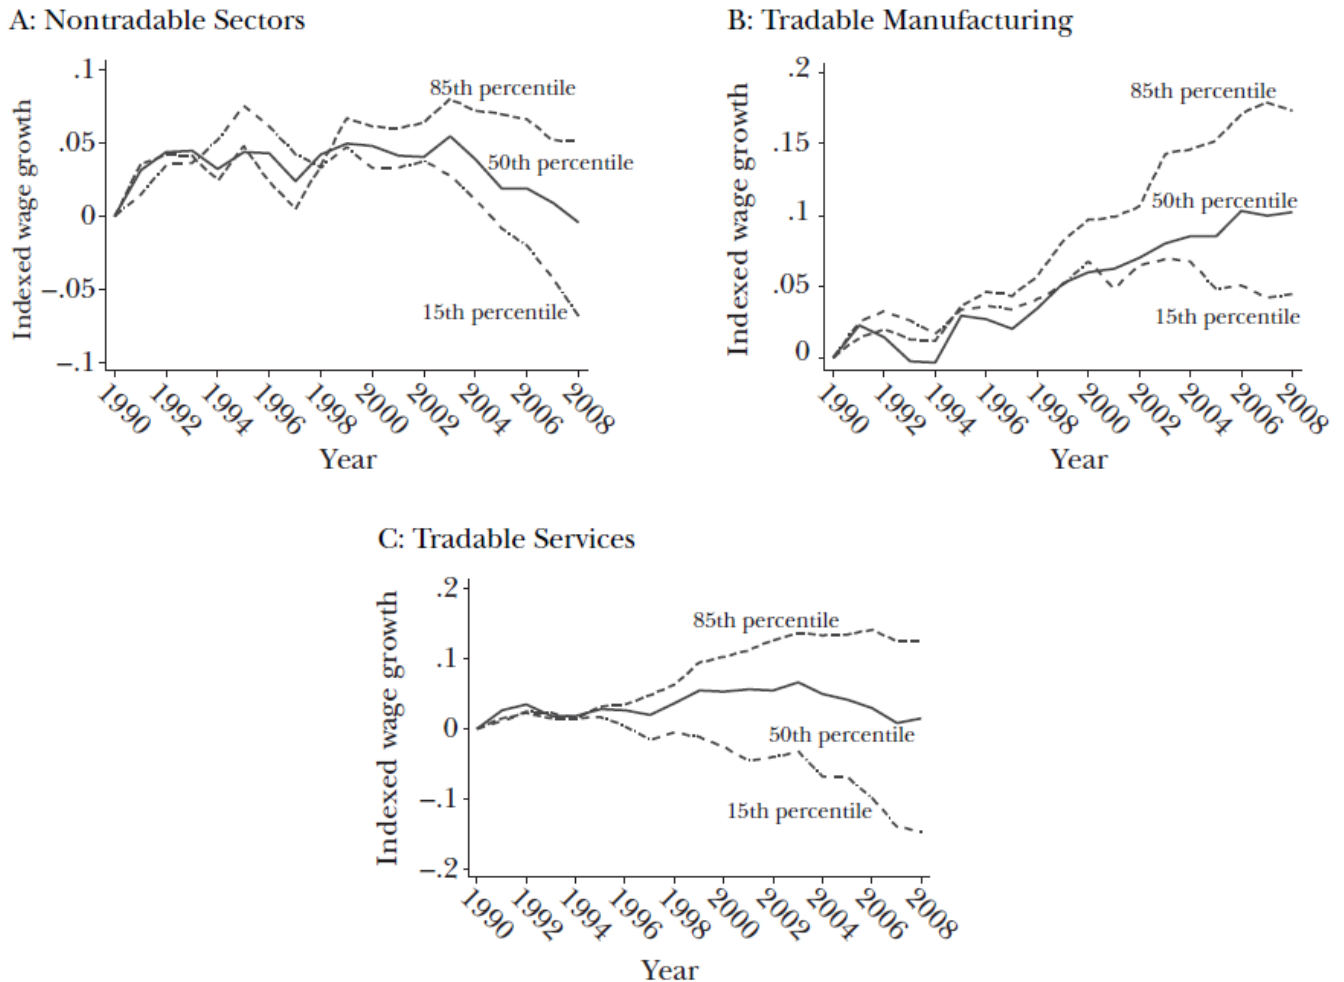 A: Nontradable Sectors
Indexed wage growth
.1
.05
0
−.05
−.1
85th percentile
50th percentile
15th percentile
1990
1992
1994
1996
1998
2000
2002
2004
2006
2008
Year
B: Tradable Manufacturing
Indexed wage growth
.2
.15
.1
.05
0
85th percentile
50th percentile
15th percentile
1990
1992
1994
1996
1998
2000
2002
2004
2006
2008
Year
C: Tradable Services
Indexed wage growth
.2
.1
0
−.1
−.2
85th percentile
50th percentile
15th percentile
1990
1992
1994
1996
1998
2000
2002
2004
2006
2008
Year